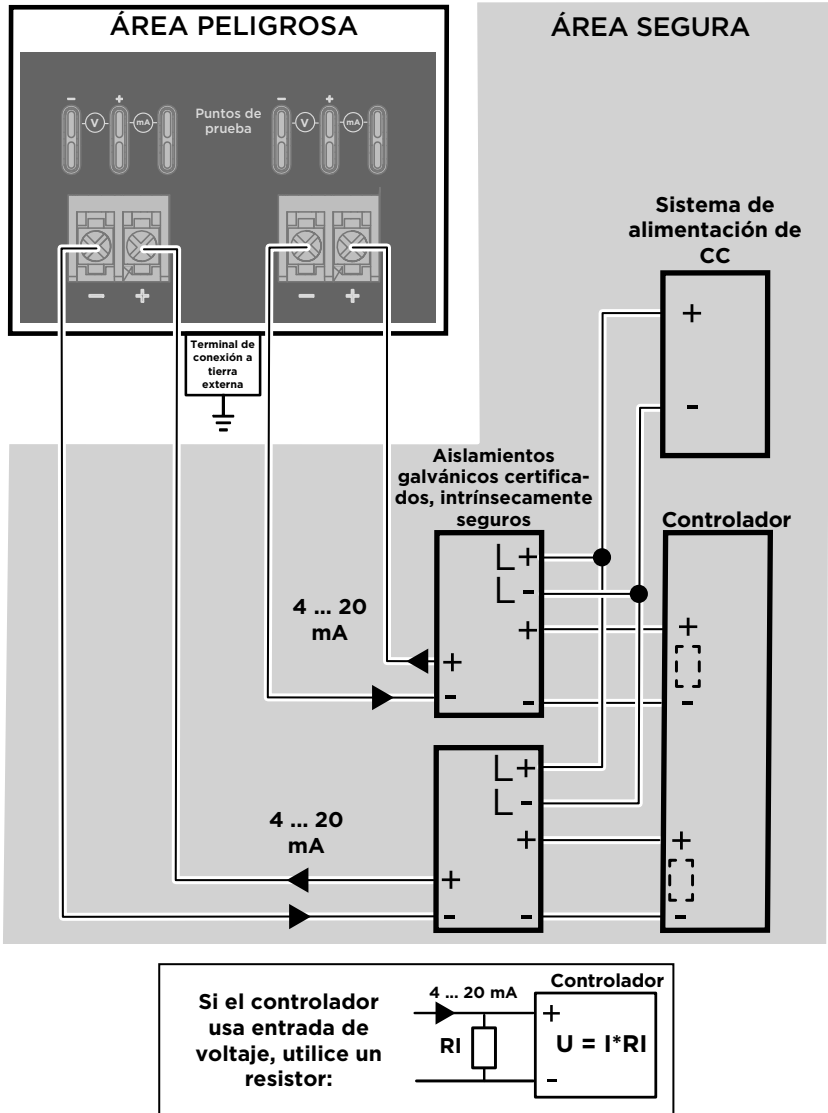 ÁREA PELIGROSA
ÁREA SEGURA
- + - +
V mA V mA
Puntos de
prueba
- + - +
Terminal de
conexión a
tierra
externa
Sistema de
alimentación de
CC
+
-
Aislamientos
galvánicos certifica-
dos, intrínsecamente
seguros
Controlador
L+
L-
+
+
-
-
+
-
4 ... 20
mA
L+
L-
+
+
-
-
+
-
4 ... 20
mA
Si el controlador
usa entrada de
voltaje, utilice un
resistor:
4 ... 20 mA
RI
Controlador
+
U = I*RI
-